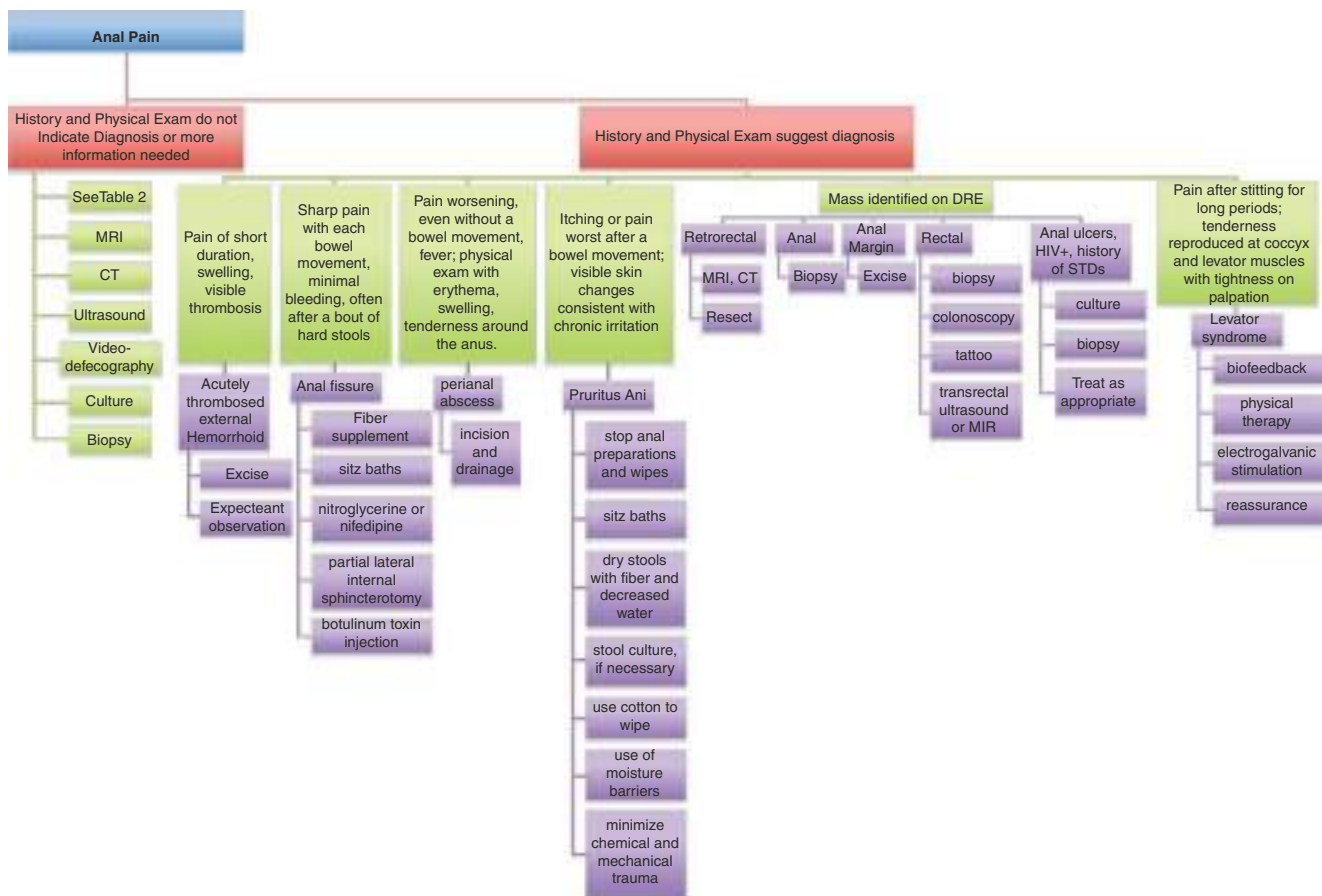 Anal Pain
History and Physical Exam do not
Indicate Diagnosis or more
information needed
History and Physical Exam suggest diagnosis
SeeTable 2
MRI
CT
Ultrasound
Video-
defecography
Culture
Biopsy
Pain of short
duration,
swelling,
visible
thrombosis
Acutely
thrombosed
external
Hemorrhoid
Excise
Expecteant
observation
Sharp pain
with each
bowel
movement,
minimal
bleeding, often
after a bout of
hard stools
Anal fissure
Fiber
supplement
sitz baths
nitroglycerine or
nifedipine
partial lateral
internal
sphincterotomy
botulinum toxin
injection
Pain worsening,
even without a
bowel movement,
fever; physical
exam with
erythema,
swelling,
tenderness around
the anus.
perianal
abscess
incision
and
drainage
Itching or pain
worst after a
bowel movement;
visible skin
changes
consistent with
chronic irritation
Pruritus Ani
stop anal
preparations
and wipes
sitz baths
dry stools
with fiber and
decreased
water
stool culture,
if necessary
use cotton to
wipe
use of
moisture
barriers
minimize
chemical and
mechanical
trauma
Mass identified on DRE
Retrorectal
MRI, CT
Resect
Anal
Biopsy
Anal
Margin
Excise
Rectal
biopsy
colonoscopy
tattoo
transrectal
ultrasound
or MIR
Anal ulcers,
HIV+, history
of STDs
culture
biopsy
Treat as
appropriate
Pain after stitting for
long periods;
tenderness
reproduced at coccyx
and levator muscles
with tightness on
palpation
Levator
syndrome
biofeedback
physical
therapy
electrogalvanic
stimulation
reassurance